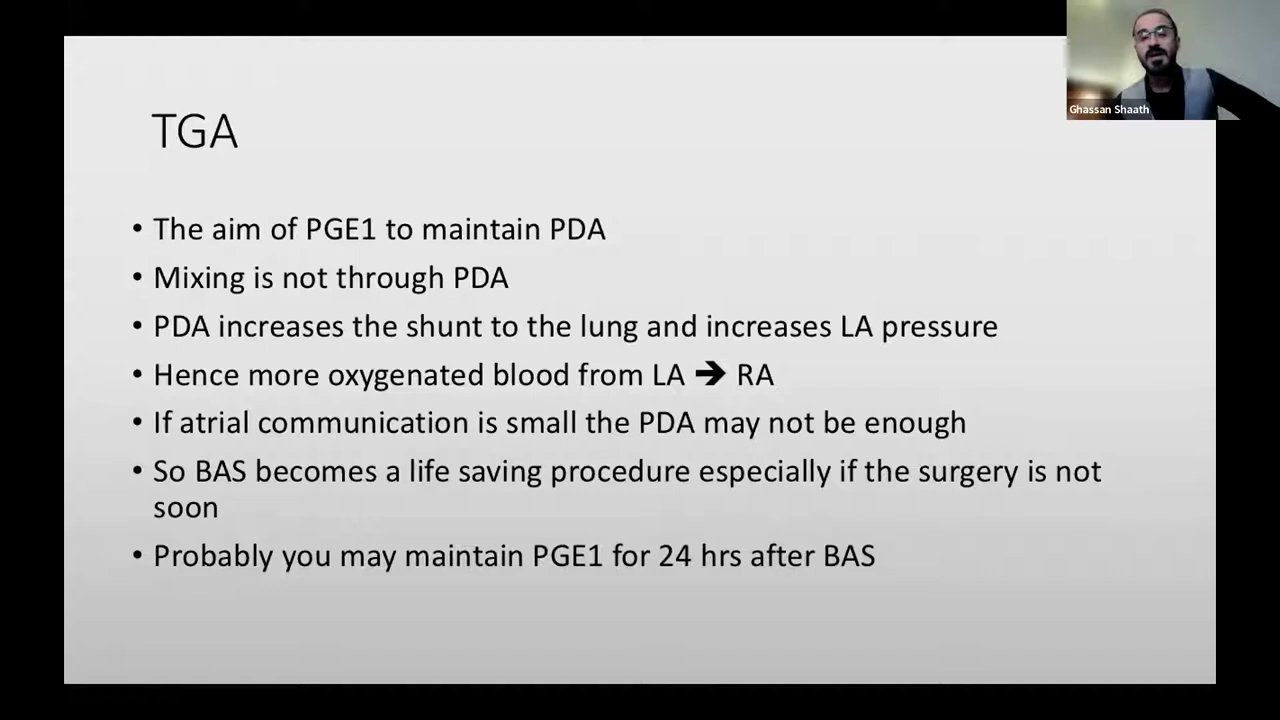 Ghassan Shaath
TGA
• The aim of PGE1 to maintain PDA
• Mixing is not through PDA
• PDA increases the shunt to the lung and increases LA pressure
• Hence more oxygenated blood from LA ➔ RA
• If atrial communication is small the PDA may not be enough
• So BAS becomes a life saving procedure especially if the surgery is not
soon
• Probably you may maintain PGE1 for 24 hrs after BAS